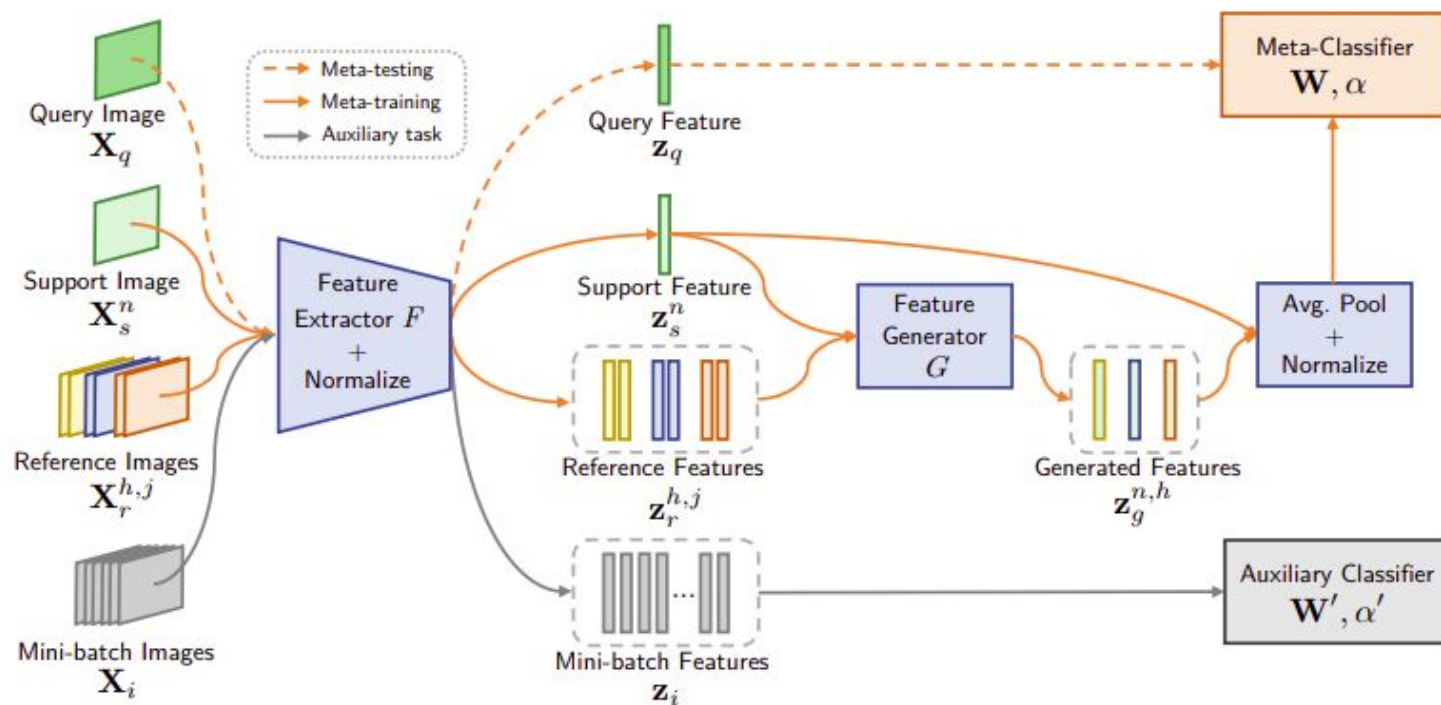 Query Image
𝐗_q
Support Image
𝐗_s^n
Reference Images
𝐗_r^{h,j}
Mini-batch Images
𝐗_i
Meta-testing
Meta-training
Auxiliary task
Feature
Extractor F
+
Normalize
Query Feature
𝐳_q
Support Feature
𝐳_s^n
Reference Features
𝐳_r^{h,j}
...
Mini-batch Features
𝐳_i
Feature
Generator
G
Generated Features
𝐳_g^{n,h}
Meta-Classifier
𝐖, α
Avg. Pool
+
Normalize
Auxiliary Classifier
𝐖′, α′